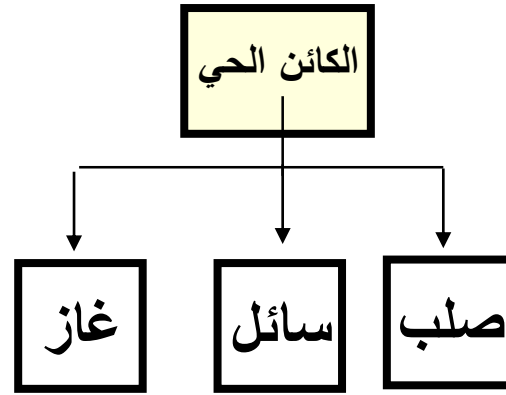 الكائن الحي
صلب
سائل
غاز